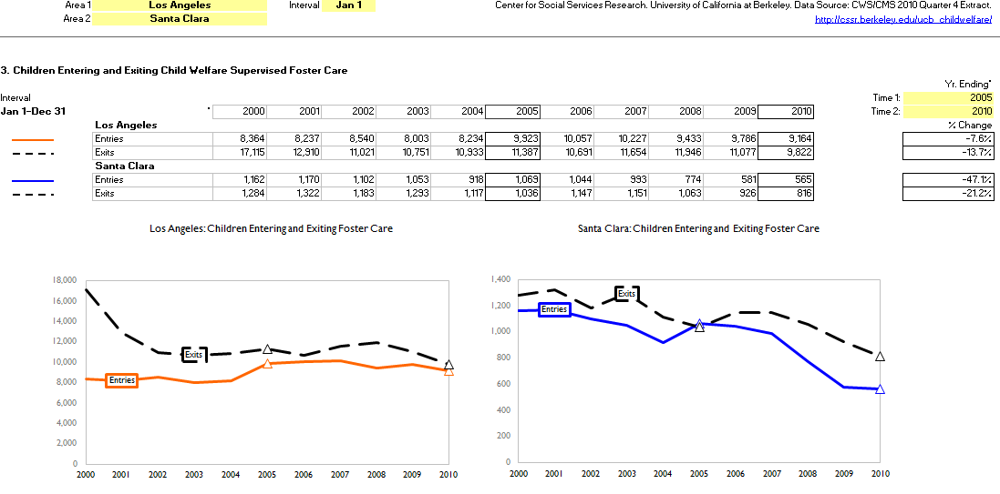 Area 1 Los Angeles Interval Jan 1 Center for Social Services Research. University of California at Berkeley. Data Source: CWS/CMS 2010 Quarter 4 Extract.
Area 2 Santa Clara http://cssr.berkeley.edu/ucb_childwelfare/
3. Children Entering and Exiting Child Welfare Supervised Foster Care
Yr. Ending*
Interval Time 1: 2005
Jan 1-Dec 31 * 2000 2001 2002 2003 2004 2005 2006 2007 2008 2009 2010 Time 2: 2010
Los Angeles % Change
Entries 8,364 8,237 8,540 8,003 8,234 9,923 10,057 10,227 9,433 9,786 9,164 -7.6%
Exits 17,115 12,910 11,021 10,751 10,933 11,387 10,691 11,654 11,946 11,077 9,822 -13.7%
Santa Clara
Entries 1,162 1,170 1,102 1,053 918 1,069 1,044 993 774 581 565 -47.1%
Exits 1,284 1,322 1,183 1,293 1,117 1,036 1,147 1,151 1,063 926 816 -21.2%
Los Angeles: Children Entering and Exiting Foster Care
18,000
16,000
14,000
12,000
10,000
8,000
6,000
4,000
2,000
0
Exits
Entries
2000 2001 2002 2003 2004 2005 2006 2007 2008 2009 2010
Santa Clara: Children Entering and Exiting Foster Care
1,400
1,200
1,000
800
600
400
200
0
Exits
Entries
2000 2001 2002 2003 2004 2005 2006 2007 2008 2009 2010